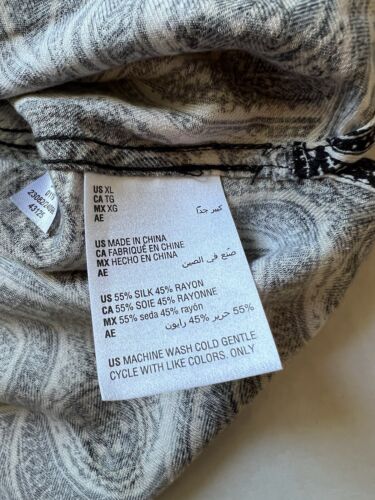 US XL
CA TG
MX XG
AE كبير جدًا
US MADE IN CHINA
CA FABRIQUÉ EN CHINE
MX HECHO EN CHINA
AE صنع في الصين
US 55% SILK 45% RAYON
CA 55% SOIE 45% RAYONNE
MX 55% seda 45% rayón
AE 55% حرير 45% رايون
US MACHINE WASH COLD GENTLE
CYCLE WITH LIKE COLORS. ONLY
43125